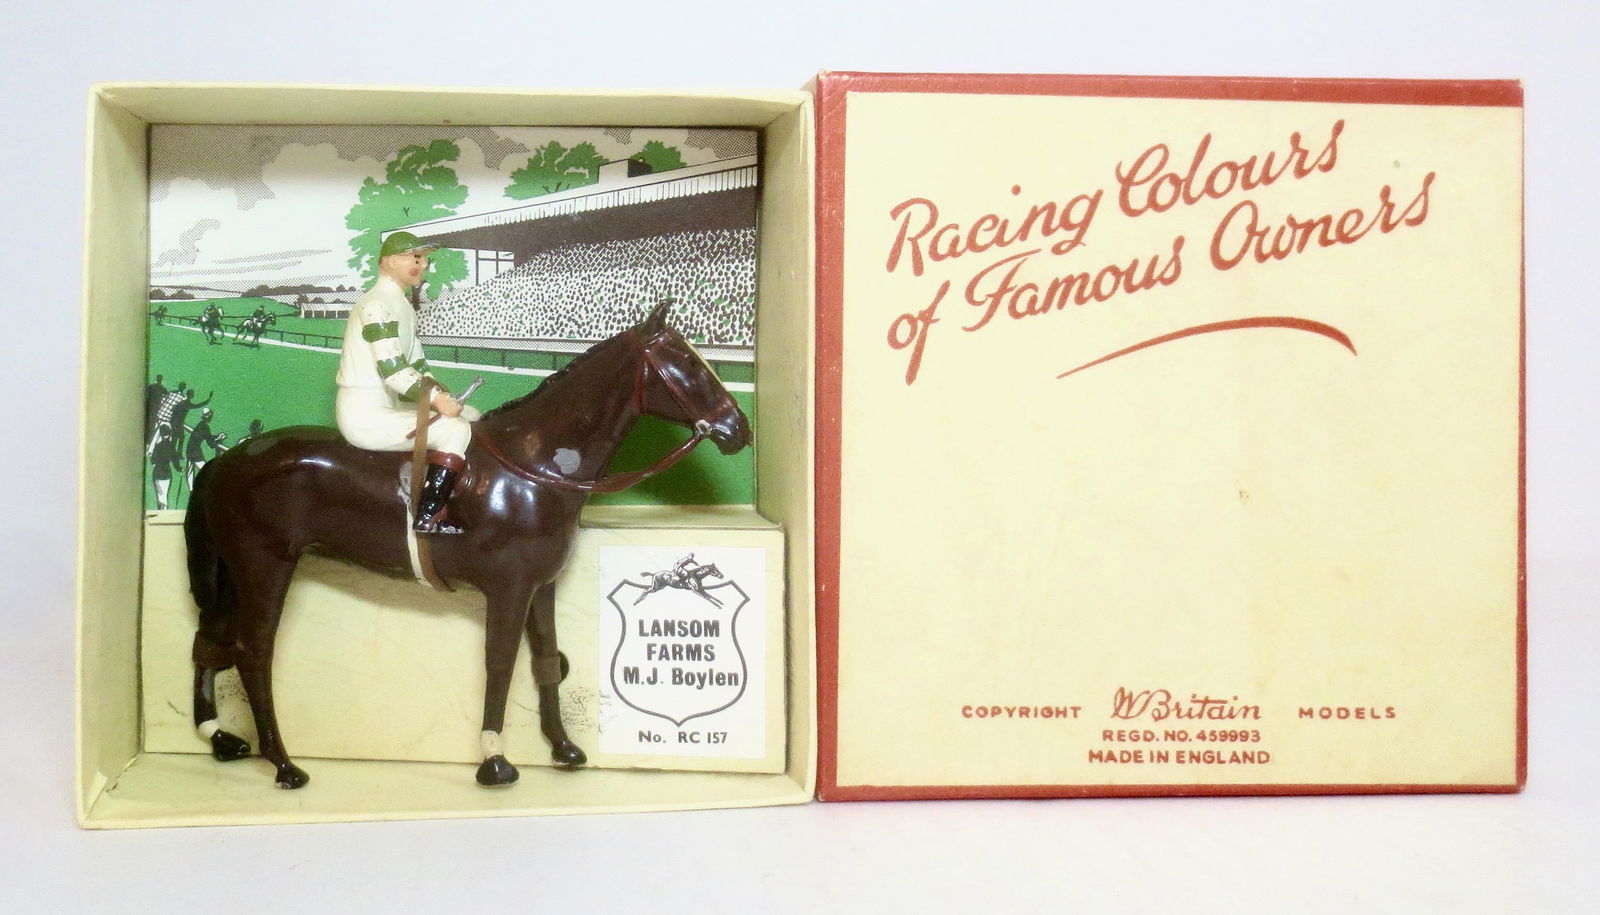 LANSOM
FARMS
M.J. Boylen
No. RC 157
Racing Colours
of Famous Owners
COPYRIGHT W Britain MODELS
REGD. NO. 459993
MADE IN ENGLAND